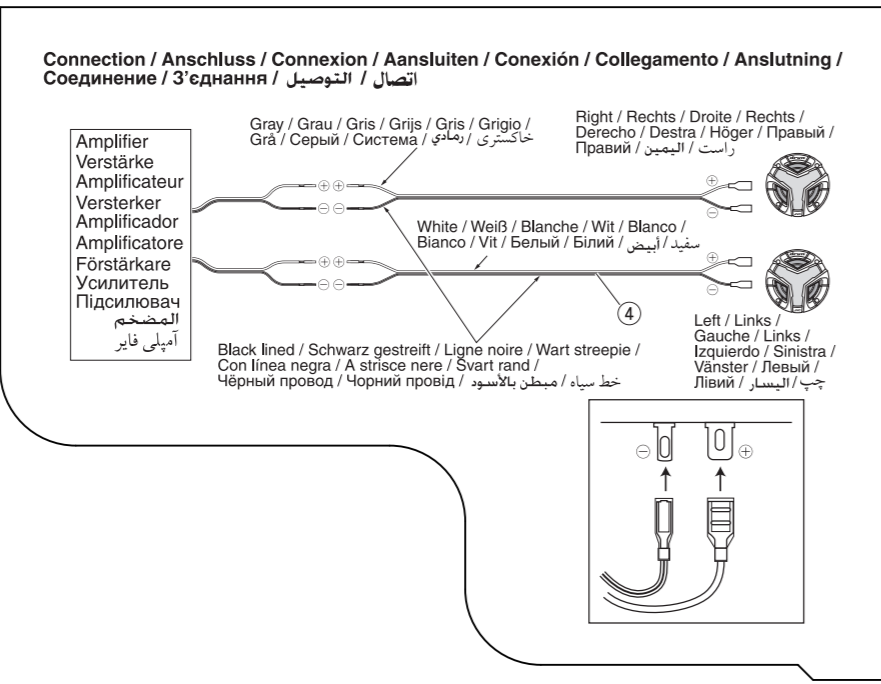 Connection / Anschluss / Connexion / Aansluiten / Conexión / Collegamento / Anslutning /
Соединение / З'єднання / التوصيل / اتصال
Amplifier
Verstärke
Amplificateur
Versterker
Amplificador
Amplificatore
Förstärkare
Усилитель
Підсилювач
المضخم
آمپلی فایر
Gray / Grau / Gris / Grijs / Gris / Grigio /
Grå / Серый / Система / رمادي / خاکستری
Right / Rechts / Droite / Rechts /
Derecho / Destra / Höger / Правый /
Правий / اليمين / راست
⊕ ⊕
⊖ ⊖
⊕
⊖
White / Weiß / Blanche / Wit / Blanco /
Bianco / Vit / Белый / Білий / أبيض / سفید
⊕ ⊕
⊖ ⊖
⊕
⊖
④
Left / Links /
Gauche / Links /
Izquierdo / Sinistra /
Vänster / Левый /
Лівий / اليسار / چپ
Black lined / Schwarz gestreift / Ligne noire / Wart streepie /
Con línea negra / A strisce nere / Svart rand /
Чёрный провод / Чорний провід / مبطن بالأسود / خط سیاه
⊖ ⊕